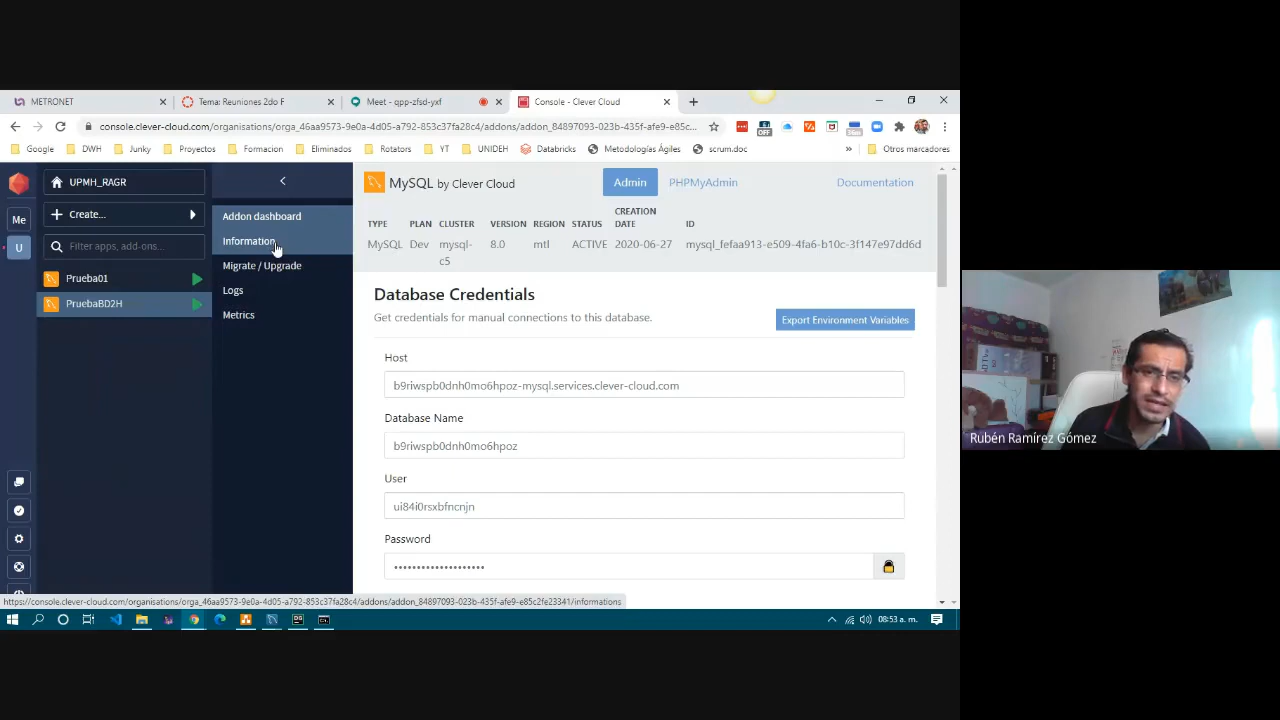 METRONET
Tema: Reuniones 2do F
Meet - qpp-zfsd-yxf
Console - Clever Cloud
console.clever-cloud.com/organisations/orga_46aa9573-9e0a-4d05-a792-853c37fa28c4/addons/addon_84897093-023b-435f-afe9-e85c...
Google
DWH
Junky
Proyectos
Formacion
Eliminados
Rotators
YT
UNIDEH
Databricks
Metodologías Ágiles
scrum.doc
»
Otros marcadores
UPMH_RAGR
Me
Create...
U
Filter apps, add-ons...
Prueba01
PruebaBD2H
Addon dashboard
Information
Migrate / Upgrade
Logs
Metrics
MySQL by Clever Cloud
Admin
PHPMyAdmin
Documentation
TYPE PLAN CLUSTER VERSION REGION STATUS CREATION DATE ID
MySQL Dev mysql-c5 8.0 mtl ACTIVE 2020-06-27 mysql_fefaa913-e509-4fa6-b10c-3f147e97dd6d
Database Credentials
Get credentials for manual connections to this database.
Export Environment Variables
Host
b9riwspb0dnh0mo6hpoz-mysql.services.clever-cloud.com
Database Name
b9riwspb0dnh0mo6hpoz
User
ui84i0rsxbfncnjn
Password
••••••••••••••••••••
https://console.clever-cloud.com/organisations/orga_46aa9573-9e0a-4d05-a792-853c37fa28c4/addons/addon_84897093-023b-435f-afe9-e85c2fe23341/informations
08:53 a. m.
Rubén Ramírez Gómez